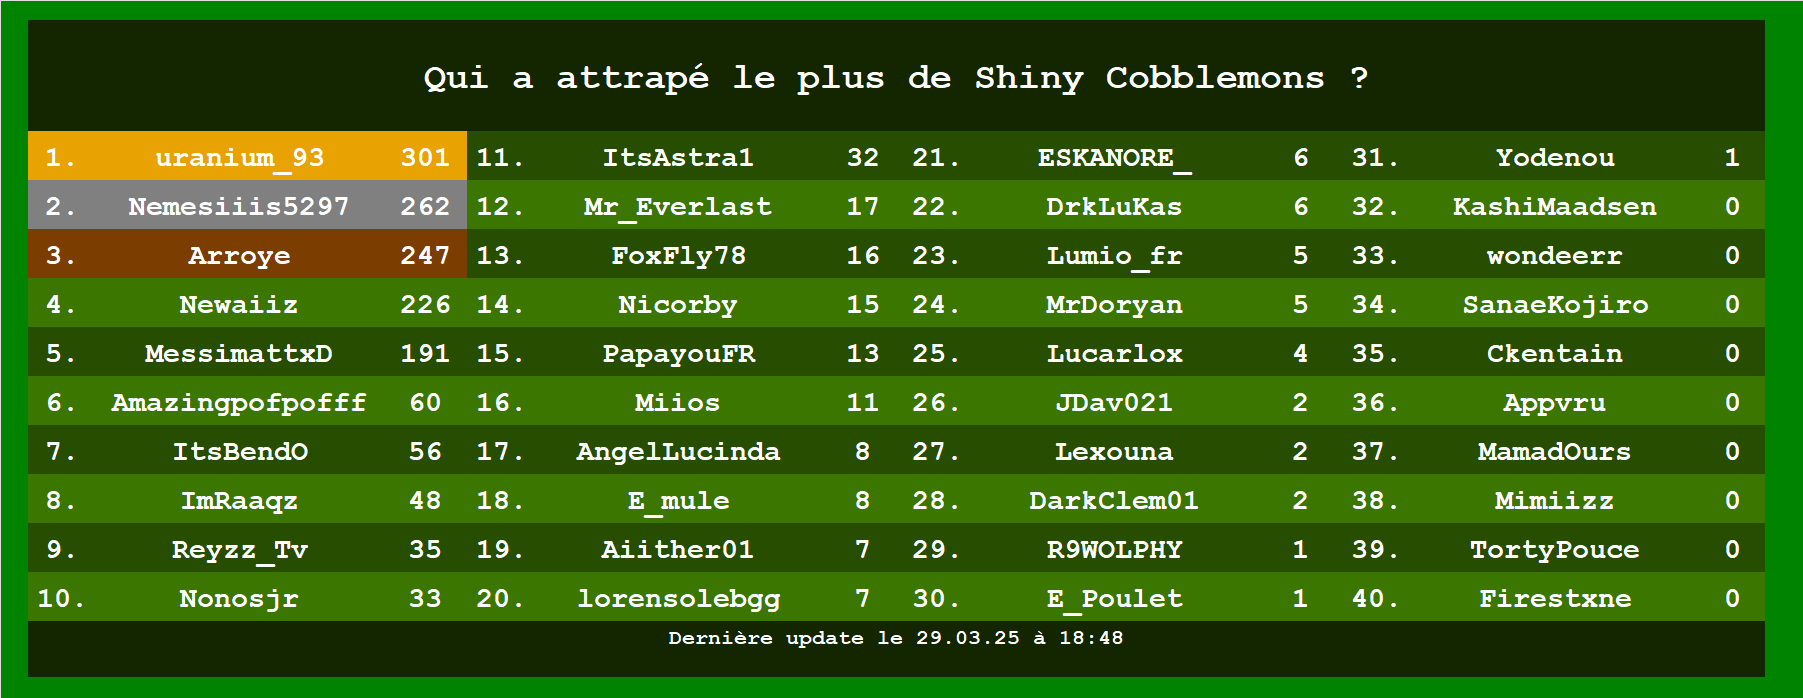 Qui a attrapé le plus de Shiny Cobblemons ?
1. uranium_93 301 11. ItsAstra1 32 21. ESKANORE_ 6 31. Yodenou 1
2. Nemesiiis5297 262 12. Mr_Everlast 17 22. DrkLuKas 6 32. KashiMaadsen 0
3. Arroye 247 13. FoxFly78 16 23. Lumio_fr 5 33. wondeerr 0
4. Newaiiz 226 14. Nicorby 15 24. MrDoryan 5 34. SanaeKojiro 0
5. MessimattxD 191 15. PapayouFR 13 25. Lucarlox 4 35. Ckentain 0
6. Amazingpofpofff 60 16. Miios 11 26. JDav021 2 36. Appvru 0
7. ItsBendO 56 17. AngelLucinda 8 27. Lexouna 2 37. MamadOurs 0
8. ImRaaqz 48 18. E_mule 8 28. DarkClem01 2 38. Mimiizz 0
9. Reyzz_Tv 35 19. Aiither01 7 29. R9WOLPHY 1 39. TortyPouce 0
10. Nonosjr 33 20. lorensolebgg 7 30. E_Poulet 1 40. Firestxne 0
Dernière update le 29.03.25 à 18:48